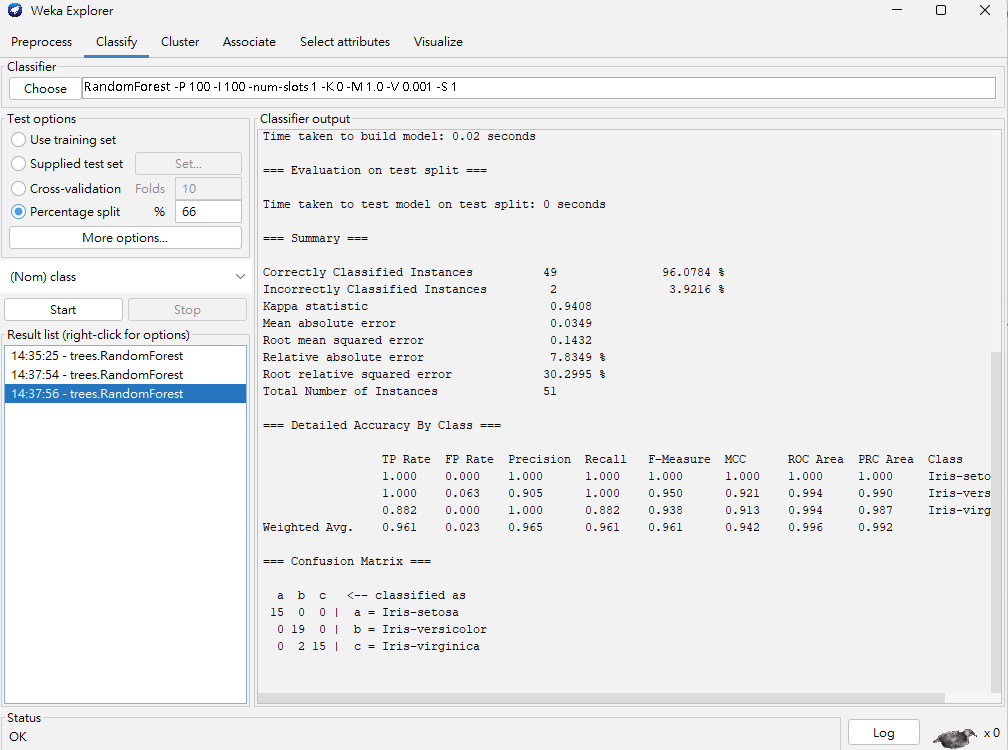 Weka Explorer
Preprocess Classify Cluster Associate Select attributes Visualize
Classifier
Choose RandomForest -P 100 -I 100 -num-slots 1 -K 0 -M 1.0 -V 0.001 -S 1
Test options
Use training set
Supplied test set Set...
Cross-validation Folds 10
Percentage split % 66
More options...
(Nom) class
Start Stop
Result list (right-click for options)
14:35:25 - trees.RandomForest
14:37:54 - trees.RandomForest
14:37:56 - trees.RandomForest
Classifier output
Time taken to build model: 0.02 seconds
=== Evaluation on test split ===
Time taken to test model on test split: 0 seconds
=== Summary ===
Correctly Classified Instances 49 96.0784 %
Incorrectly Classified Instances 2 3.9216 %
Kappa statistic 0.9408
Mean absolute error 0.0349
Root mean squared error 0.1432
Relative absolute error 7.8349 %
Root relative squared error 30.2995 %
Total Number of Instances 51
=== Detailed Accuracy By Class ===
TP Rate FP Rate Precision Recall F-Measure MCC ROC Area PRC Area Class
1.000 0.000 1.000 1.000 1.000 1.000 1.000 1.000 Iris-seto
1.000 0.063 0.905 1.000 0.950 0.921 0.994 0.990 Iris-vers
0.882 0.000 1.000 0.882 0.938 0.913 0.994 0.987 Iris-virg
Weighted Avg. 0.961 0.023 0.965 0.961 0.961 0.942 0.996 0.992
=== Confusion Matrix ===
a b c <-- classified as
15 0 0 | a = Iris-setosa
0 19 0 | b = Iris-versicolor
0 2 15 | c = Iris-virginica
Status
OK
Log x 0